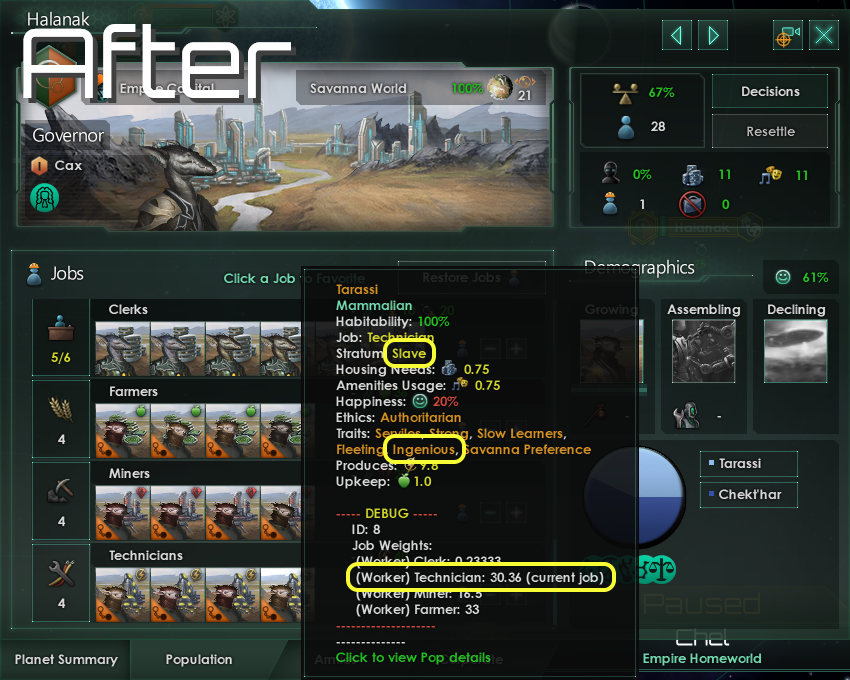 Halanak
After
Empire Capital
Savanna World
100%
21
Governor
Cax
67%
28
Decisions
Resettle
0%
11
11
1
0
Halanak
Jobs
Click a Job to Favorite
Restore Jobs
Demographics
61%
Clerks
5/6
Farmers
4
Miners
4
Technicians
4
Tarassi
Mammalian
Habitability: 100%
Job: Technician
Stratum: Slave
Housing Needs: 0.75
Amenities Usage: 0.75
Happiness: 20%
Ethics: Authoritarian
Traits: Serviles, Strong, Slow Learners,
Fleeting, Ingenious, Savanna Preference
Produces: 9.8
Upkeep: 1.0
----- DEBUG -----
ID: 8
Job Weights:
(Worker) Clerk: 0.23333
(Worker) Technician: 30.36 (current job)
(Worker) Miner: 16.5
(Worker) Farmer: 33
--------------------
--------------
Click to view Pop details
Growing
Assembling
Declining
-
-
Tarassi
Chekt'har
Paused
Chel
Empire Homeworld
Planet Summary
Population